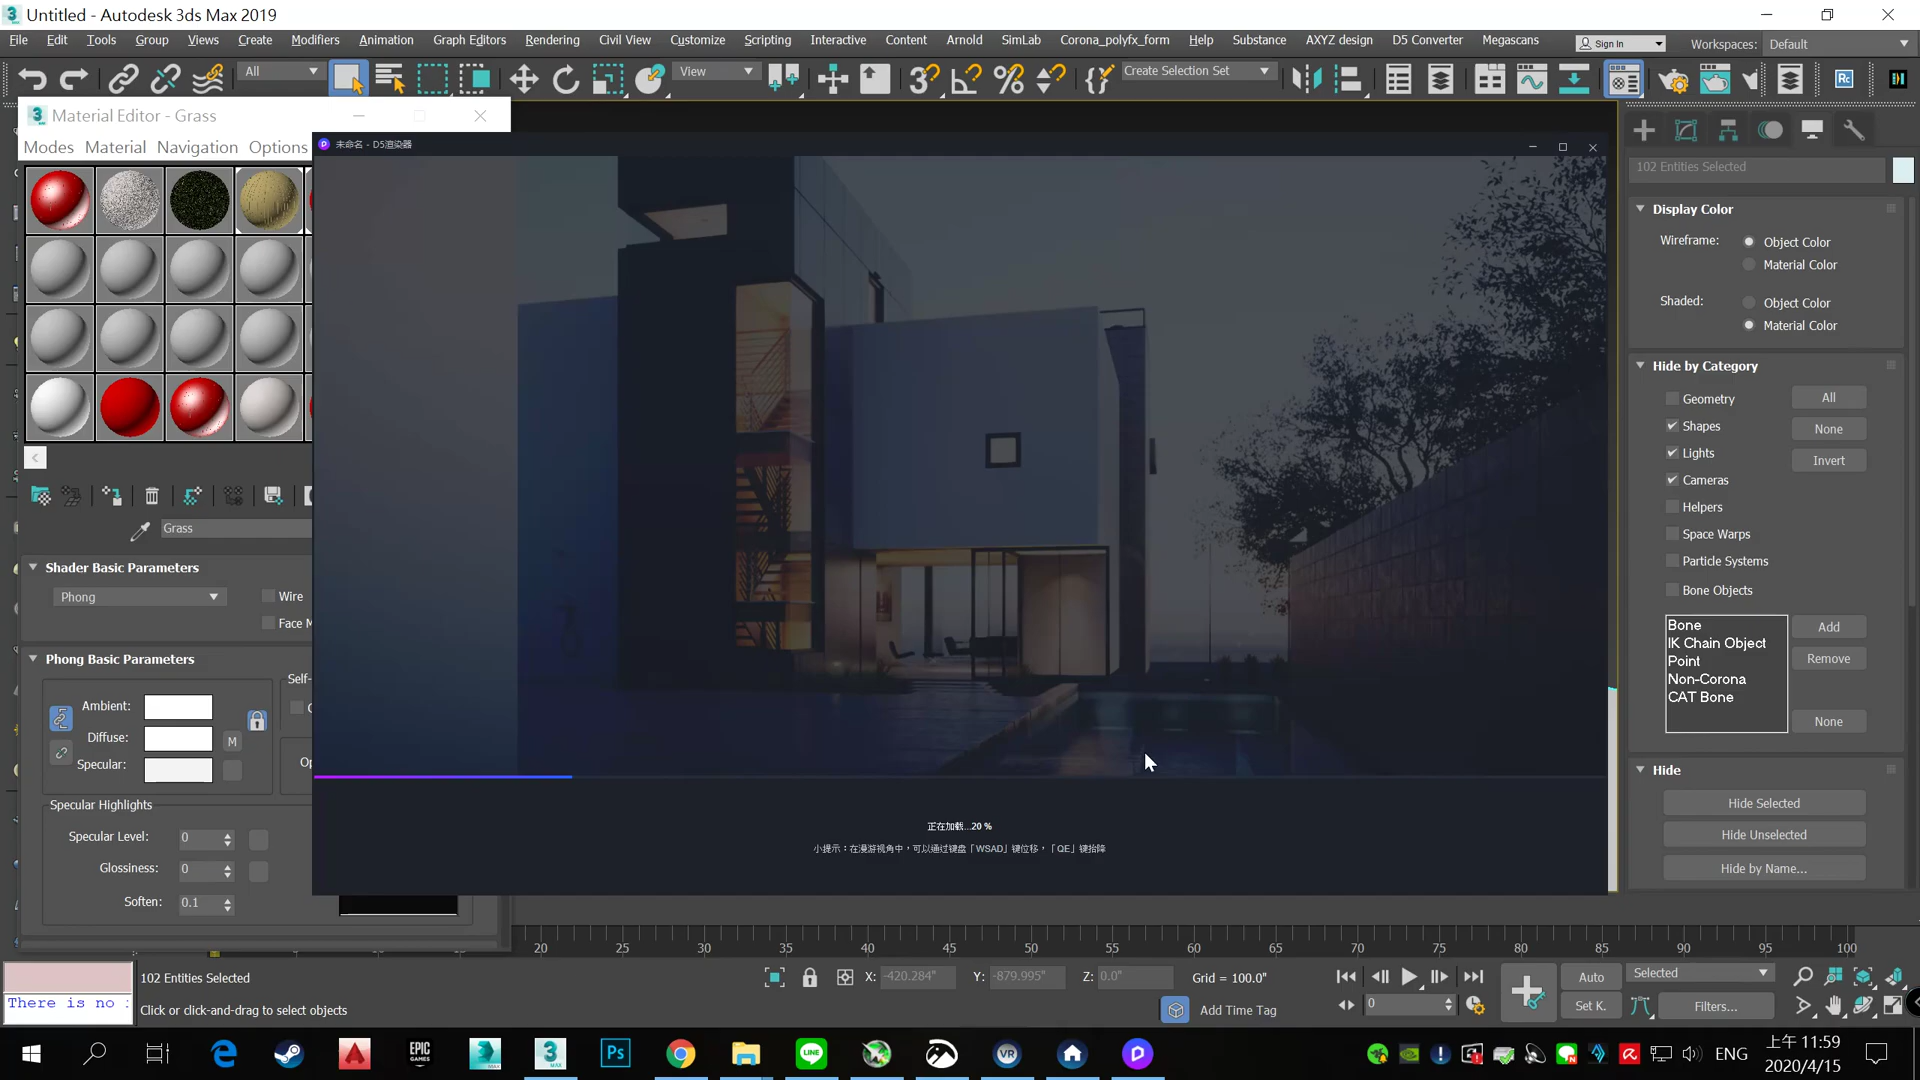 Untitled - Autodesk 3ds Max 2019
File Edit Tools Group Views Create Modifiers Animation Graph Editors Rendering Civil View Customize Scripting Interactive Content Arnold SimLab Corona_polyfx_form Help Substance AXYZ design D5 Converter Megascans Sign In Workspaces: Default
All View Create Selection Set Rc
Material Editor - Grass
Modes Material Navigation Options
未命名 - D5渲染器
Grass
Shader Basic Parameters
Phong Wire
Face M
Phong Basic Parameters
Self-
Ambient:
Diffuse: M
Specular: Op
Specular Highlights
Specular Level: 0
Glossiness: 0
Soften: 0.1
正在加载...20 %
小提示：在漫游视角中，可以通过键盘「WSAD」键位移，「QE」键抬降
102 Entities Selected
Display Color
Wireframe: Object Color
Material Color
Shaded: Object Color
Material Color
Hide by Category
Geometry All
Shapes None
Lights Invert
Cameras
Helpers
Space Warps
Particle Systems
Bone Objects
Bone Add
IK Chain Object
Point Remove
Non-Corona
CAT Bone
None
Hide
Hide Selected
Hide Unselected
Hide by Name...
20 25 30 35 40 45 50 55 60 65 70 75 80 85 90 95 100
102 Entities Selected X: -420.284" Y: -879.995" Z: 0.0" Grid = 100.0" Auto Selected
There is no
Click or click-and-drag to select objects Add Time Tag 0 Set K. Filters...
EPIC GAMES MAX 3 MAX Ps LINE VR ENG 上午 11:59
2020/4/15